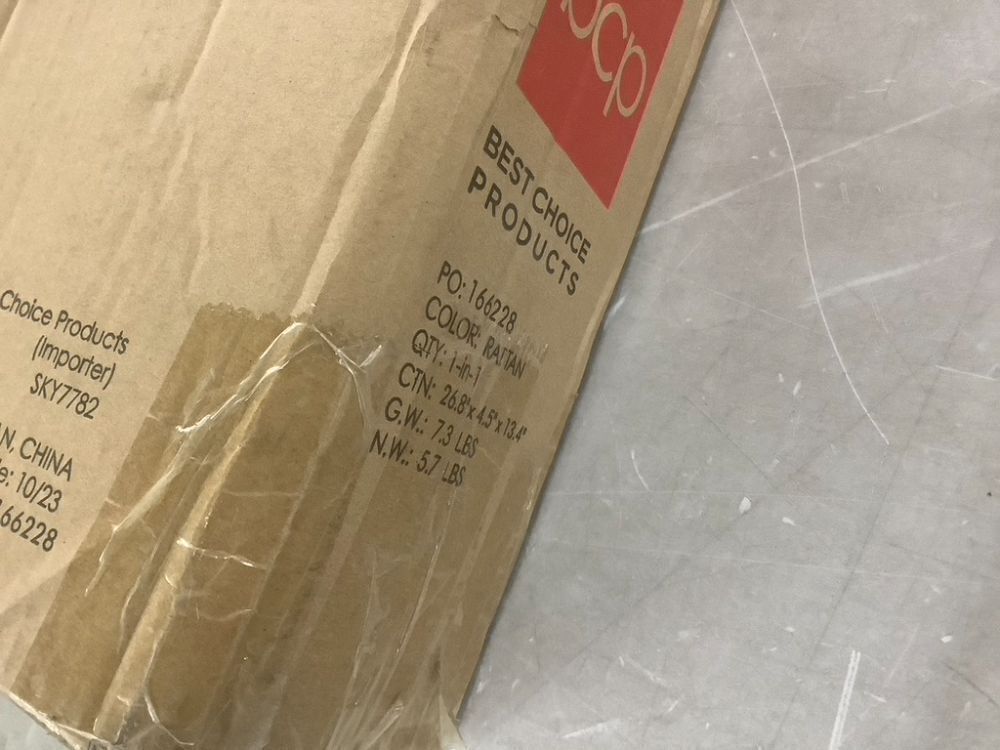 Choice Products
(Importer)
SKY7782
N, CHINA
e: 10/23
166228
bcp
BEST CHOICE
PRODUCTS
PO: 166228
COLOR: RATTAN
QTY: 1-in-1
CTN: 26.8"x 4.5"x 13.4"
G.W.: 7.3 LBS
N.W.: 5.7 LBS